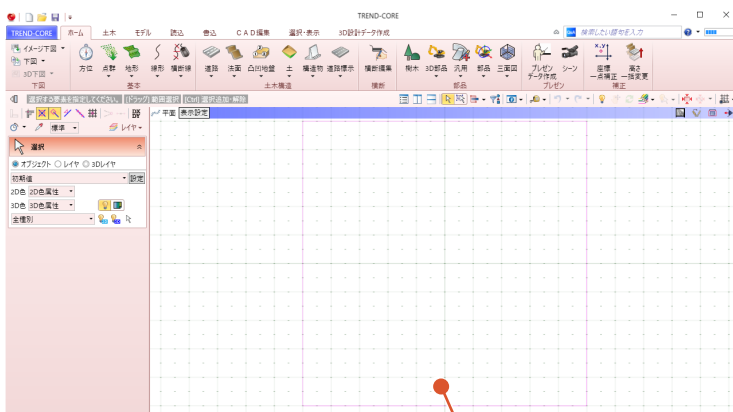 TREND-CORE
TREND-CORE ホーム 土木 モデル 読込 書込 CAD編集 選択・表示 3D設計データ作成 検索したい語句を入力
イメージ下図
下図
3D下図
方位 点群 地形 線形 横断線 道路 法面 凸凹地盤 土 構造物 道路標示 横断編集 樹木 3D部品 汎用 部品 三面図 プレゼンデータ作成 シーン 座標一点補正 高さ一括変更
下図 基本 土木構造 横断 部品 プレゼン 補正
選択する要素を指定してください。 [ドラッグ]範囲選択 [Ctrl]選択追加・解除
平面 表示設定
標準 レイヤ
選択
オブジェクト レイヤ 3Dレイヤ
初期値 設定
2D色 2D色属性
3D色 3D色属性
全種別